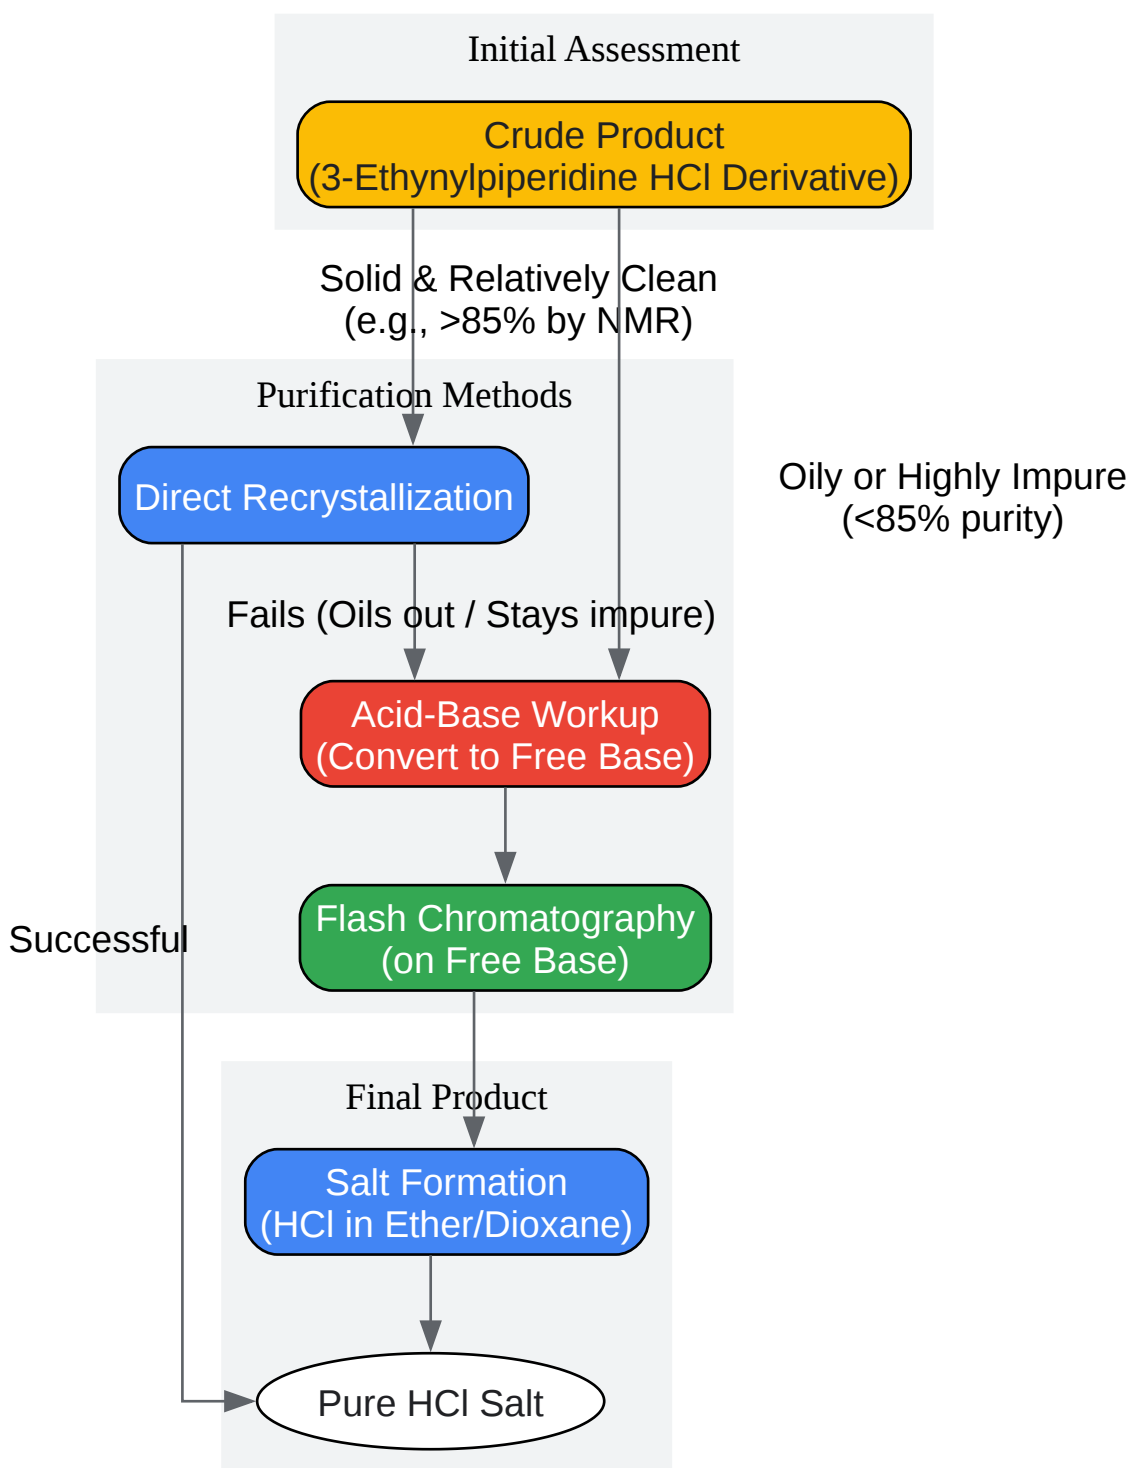 Initial Assessment
Crude Product
(3-Ethynylpiperidine HCl Derivative)
Solid & Relatively Clean
(e.g., >85% by NMR)
Purification Methods
Direct Recrystallization
Oily or Highly Impure
(<85% purity)
Fails (Oils out / Stays impure)
Acid-Base Workup
(Convert to Free Base)
Flash Chromatography
(on Free Base)
Successful
Final Product
Salt Formation
(HCl in Ether/Dioxane)
Pure HCl Salt